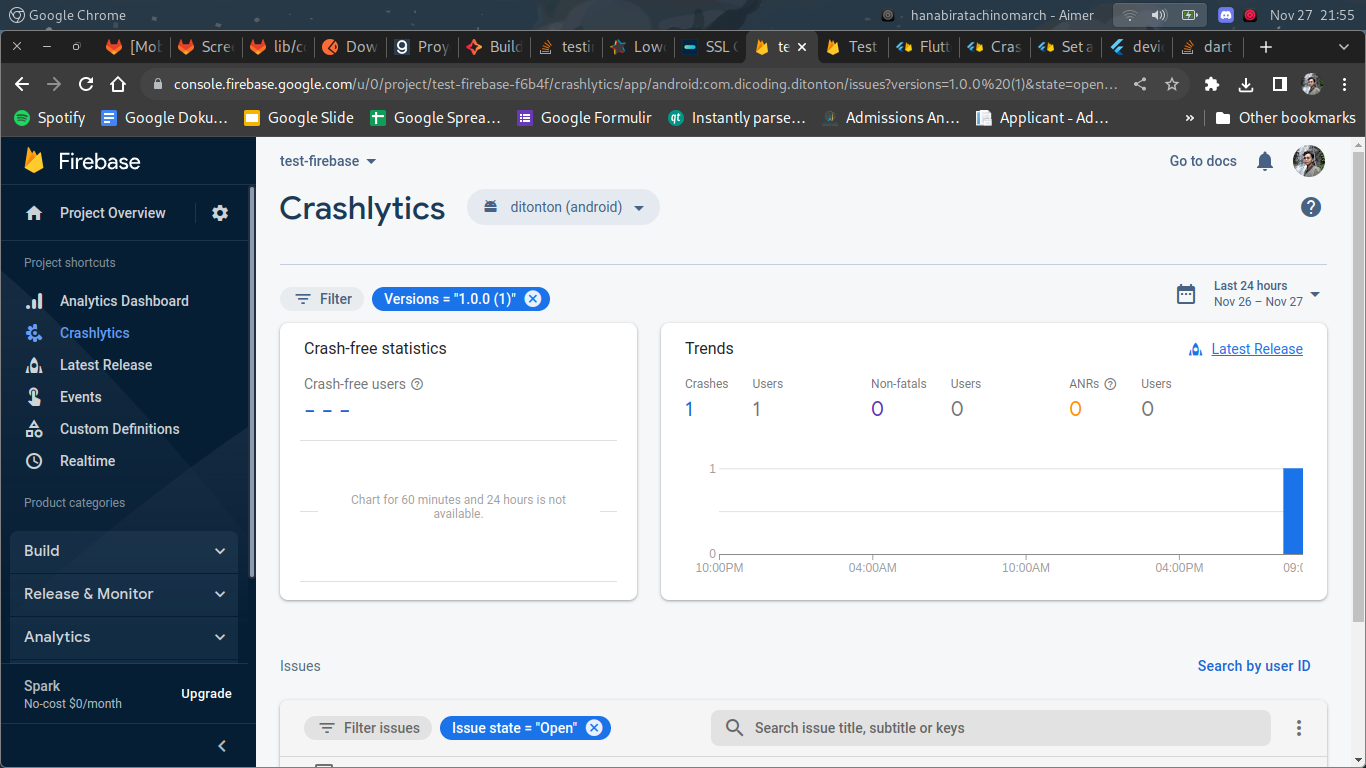 Google Chrome
hanabiratachinomarch - Aimer
Nov 27 21:55
[Mob
Scree
lib/co
Dow
Proy
Build
testin
Lowe
SSL C
te
Test
Flutt
Cras
Set a
devic
dart
console.firebase.google.com/u/0/project/test-firebase-f6b4f/crashlytics/app/android:com.dicoding.ditonton/issues?versions=1.0.0%20(1)&state=open…
Spotify
Google Doku…
Google Slide
Google Sprea…
Google Formulir
qt Instantly parse…
Admissions An…
Applicant - Ad…
»
Other bookmarks
Firebase
Project Overview
Project shortcuts
Analytics Dashboard
Crashlytics
Latest Release
Events
Custom Definitions
Realtime
Product categories
Build
Release & Monitor
Analytics
Spark
No-cost $0/month
Upgrade
test-firebase
Go to docs
Crashlytics
ditonton (android)
Filter
Versions = "1.0.0 (1)"
Last 24 hours
Nov 26 – Nov 27
Crash-free statistics
Crash-free users
– – –
Chart for 60 minutes and 24 hours is not
available.
Trends
Latest Release
Crashes Users Non-fatals Users ANRs Users
1 1 0 0 0 0
1
0
10:00PM 04:00AM 10:00AM 04:00PM 09:0
Issues
Search by user ID
Filter issues
Issue state = "Open"
Search issue title, subtitle or keys